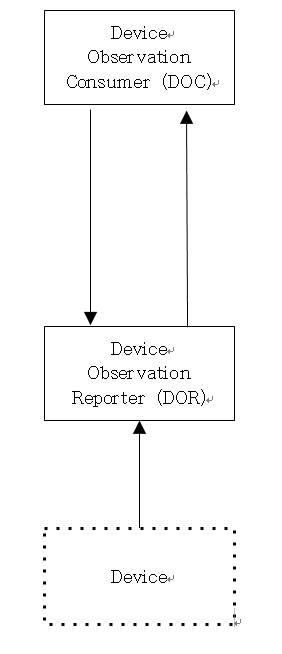 Device
Observation
Consumer (DOC)
Device
Observation
Reporter (DOR)
Device